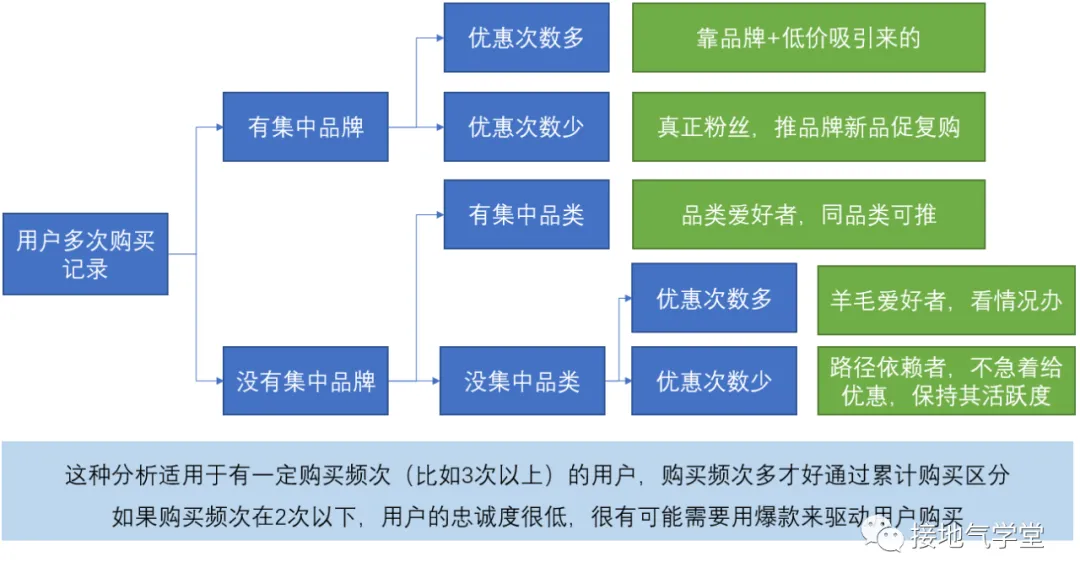 优惠次数多
靠品牌+低价吸引来的
有集中品牌
优惠次数少
真正粉丝，推品牌新品促复购
用户多次购买
记录
有集中品类
品类爱好者，同品类可推
优惠次数多
羊毛爱好者，看情况办
没有集中品牌
没集中品类
优惠次数少
路径依赖者，不急着给
优惠，保持其活跃度
这种分析适用于有一定购买频次（比如3次以上）的用户，购买频次多才好通过累计购买区分
如果购买频次在2次以下，用户的忠诚度很低，很有可能需要用爆款来驱动用户购买
接地气学堂